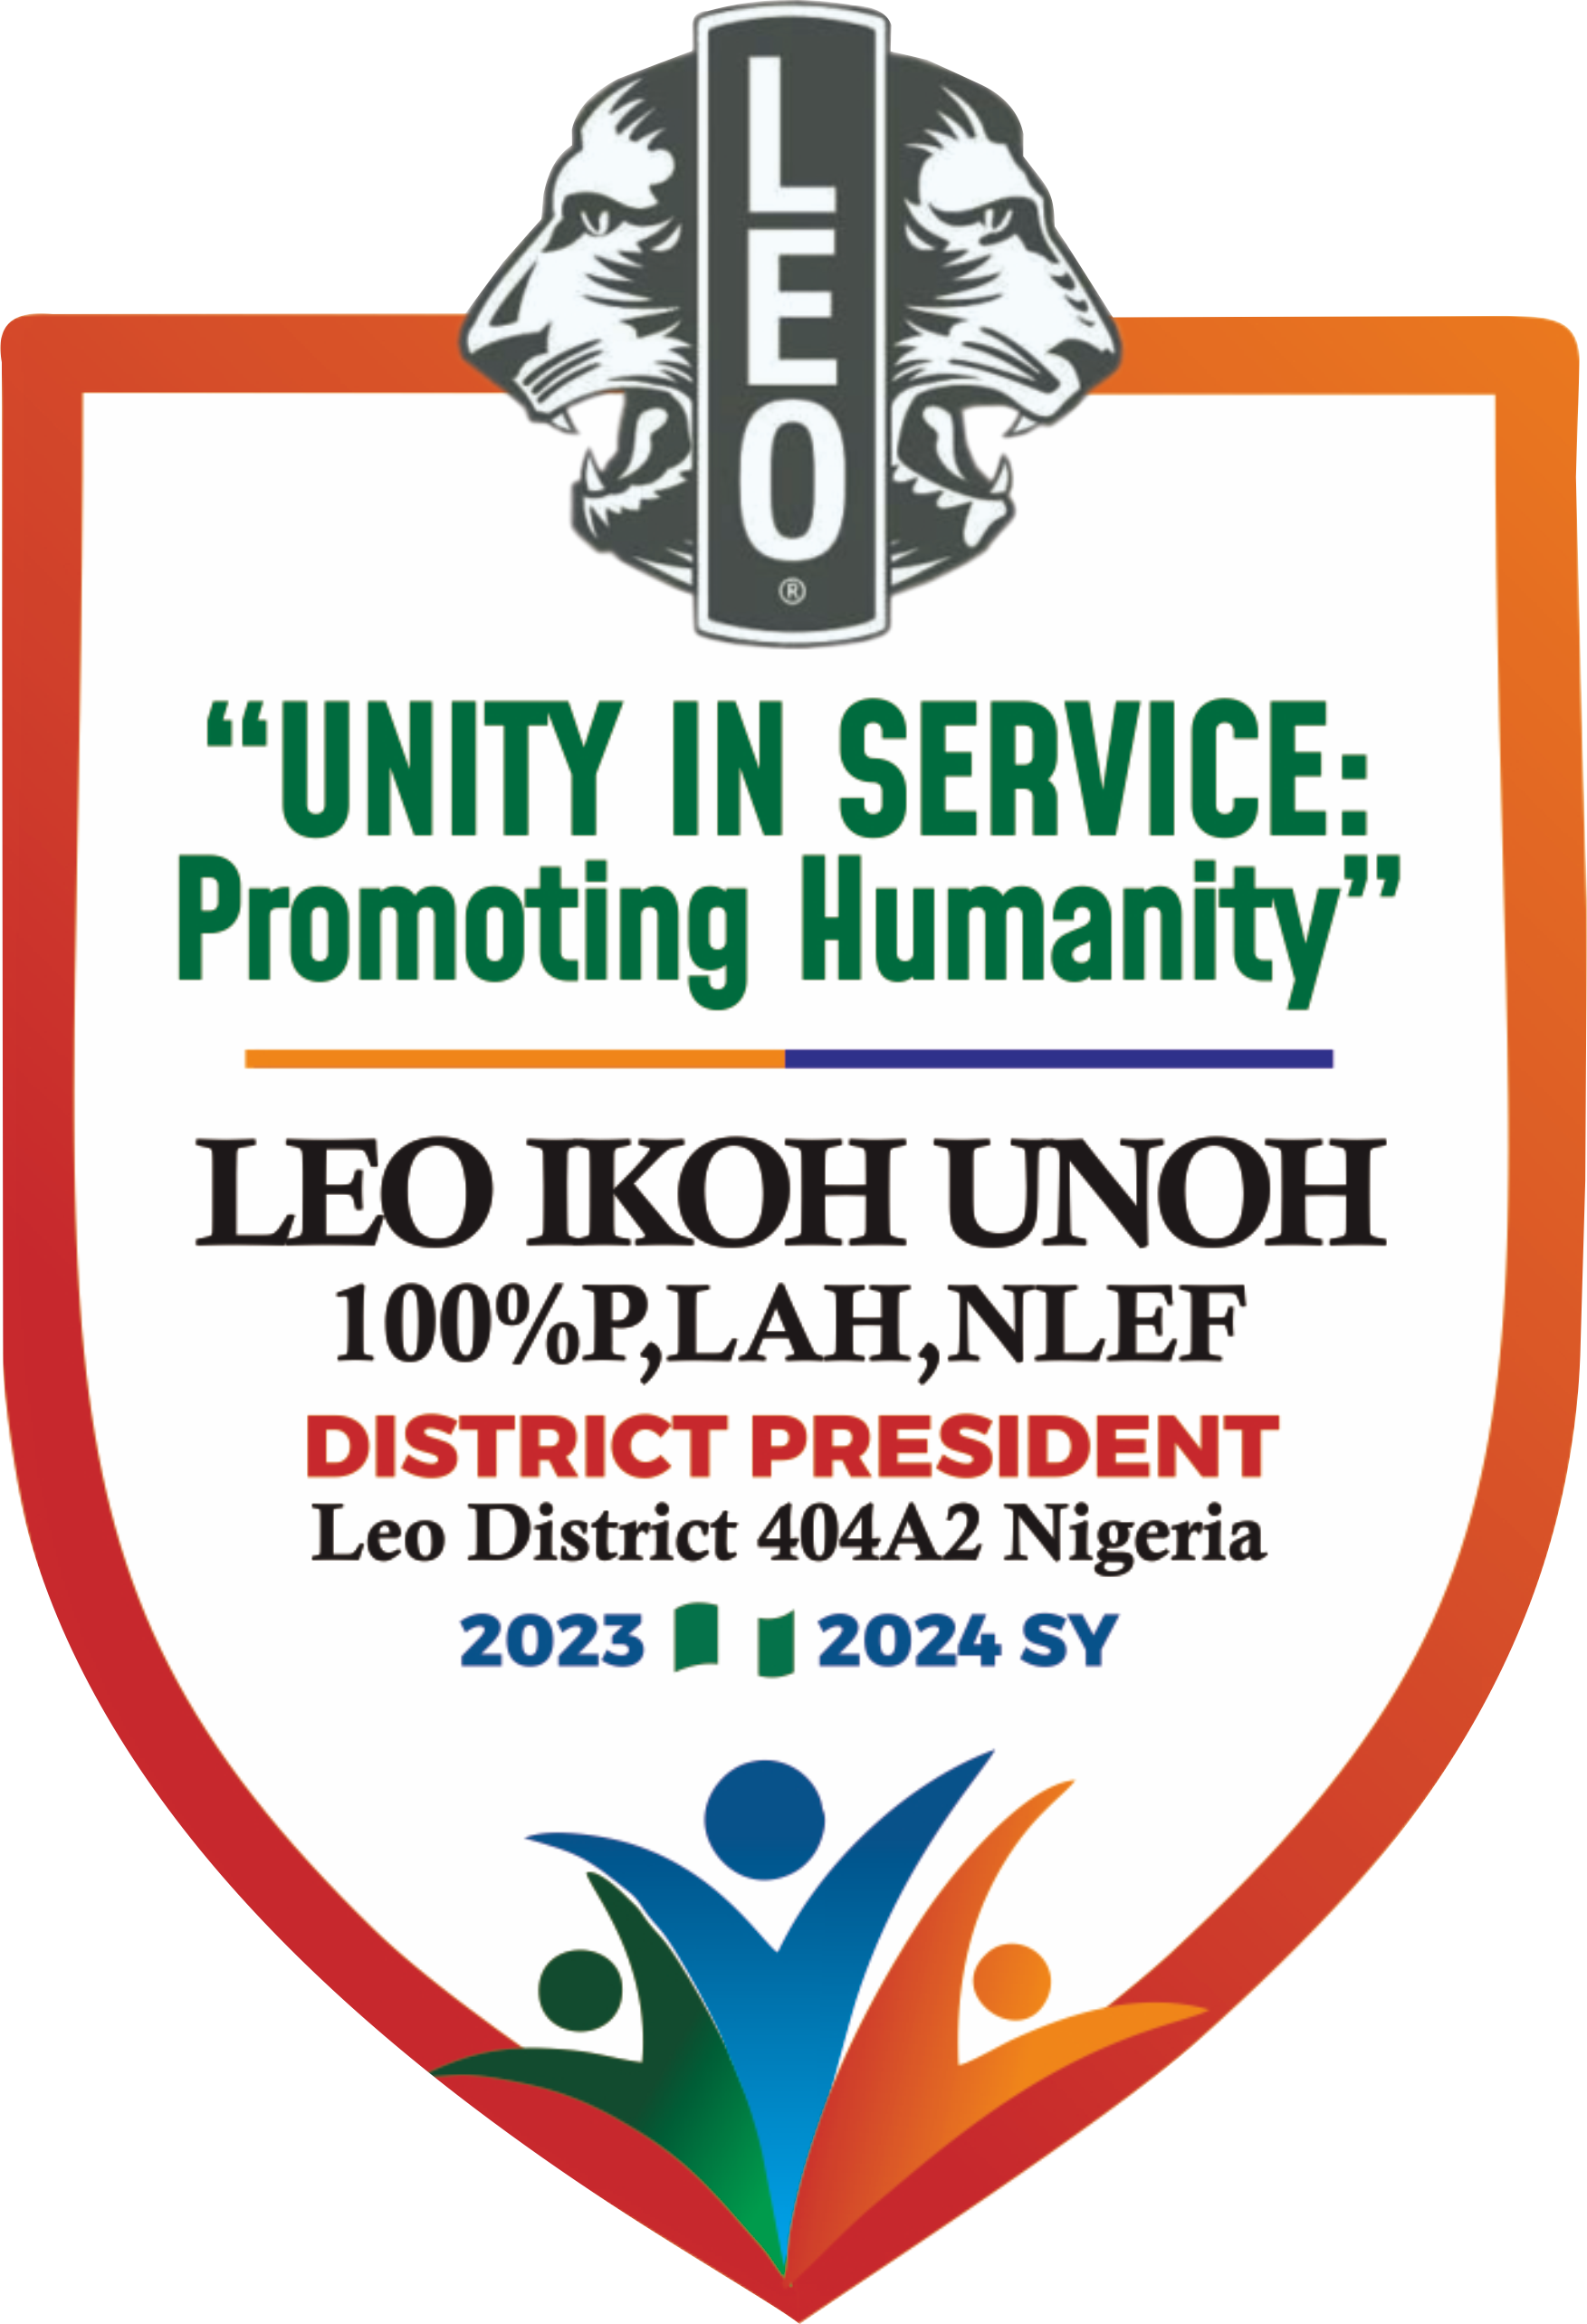 LEO
®
“UNITY IN SERVICE:
Promoting Humanity”
LEO IKOH UNOH
100%P,LAH,NLEF
DISTRICT PRESIDENT
Leo District 404A2 Nigeria
2023 2024 SY